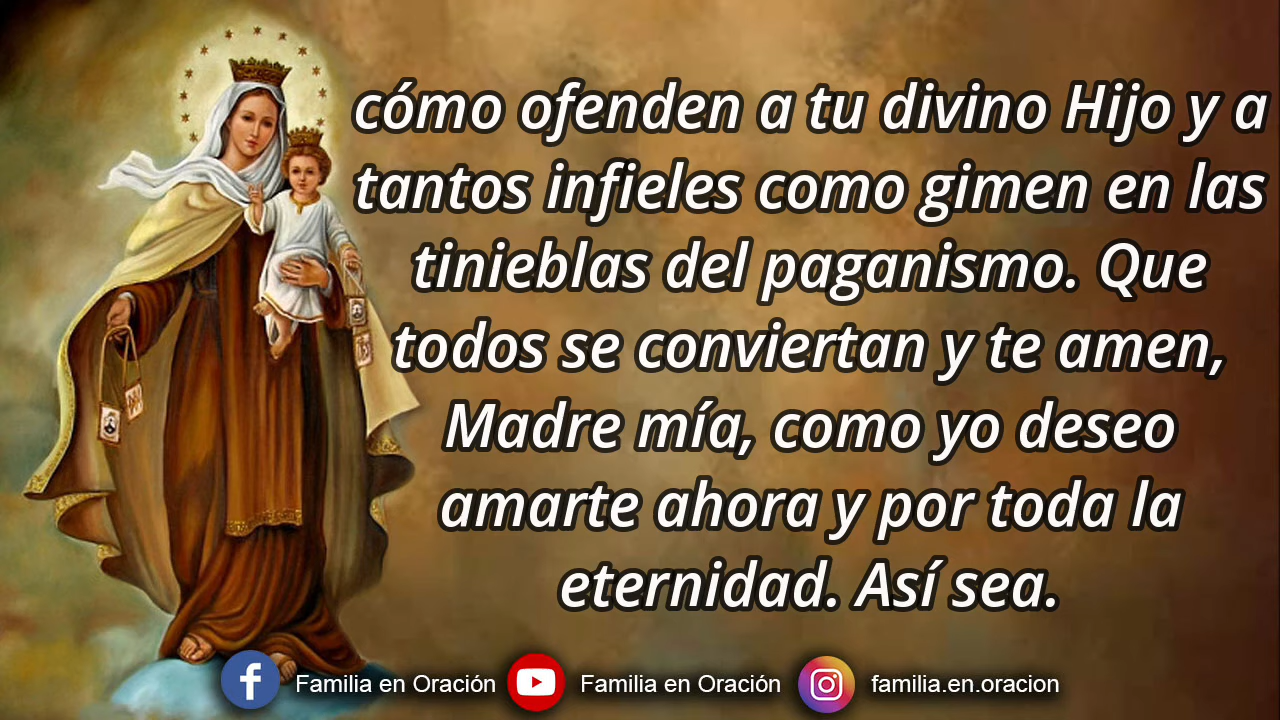 cómo ofenden a tu divino Hijo y a
tantos infieles como gimen en las
tinieblas del paganismo. Que
todos se conviertan y te amen,
Madre mía, como yo deseo
amarte ahora y por toda la
eternidad. Así sea.
Familia en Oración
Familia en Oración
familia.en.oracion